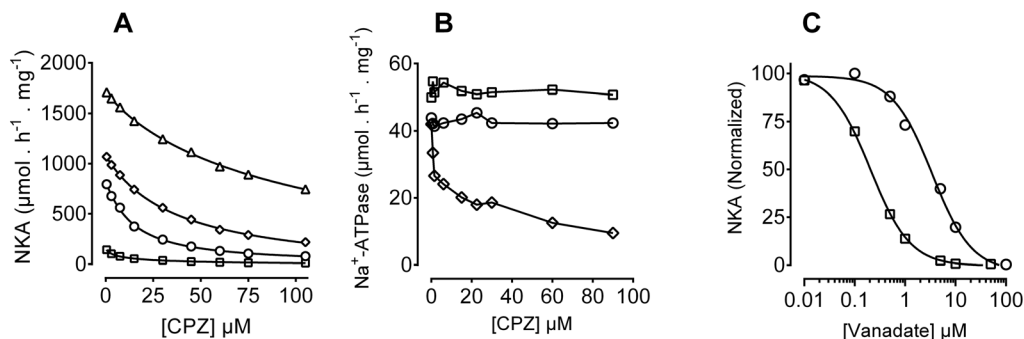 A
NKA (µmol . h⁻¹ . mg⁻¹)
2000
1500
1000
500
0
0 25 50 75 100
[CPZ] µM
B
Na⁺-ATPase (µmol . h⁻¹ . mg⁻¹)
60
40
20
0
0 20 40 60 80 100
[CPZ] µM
C
NKA (Normalized)
100
75
50
25
0
0.01 0.1 1 10 100
[Vanadate] µM